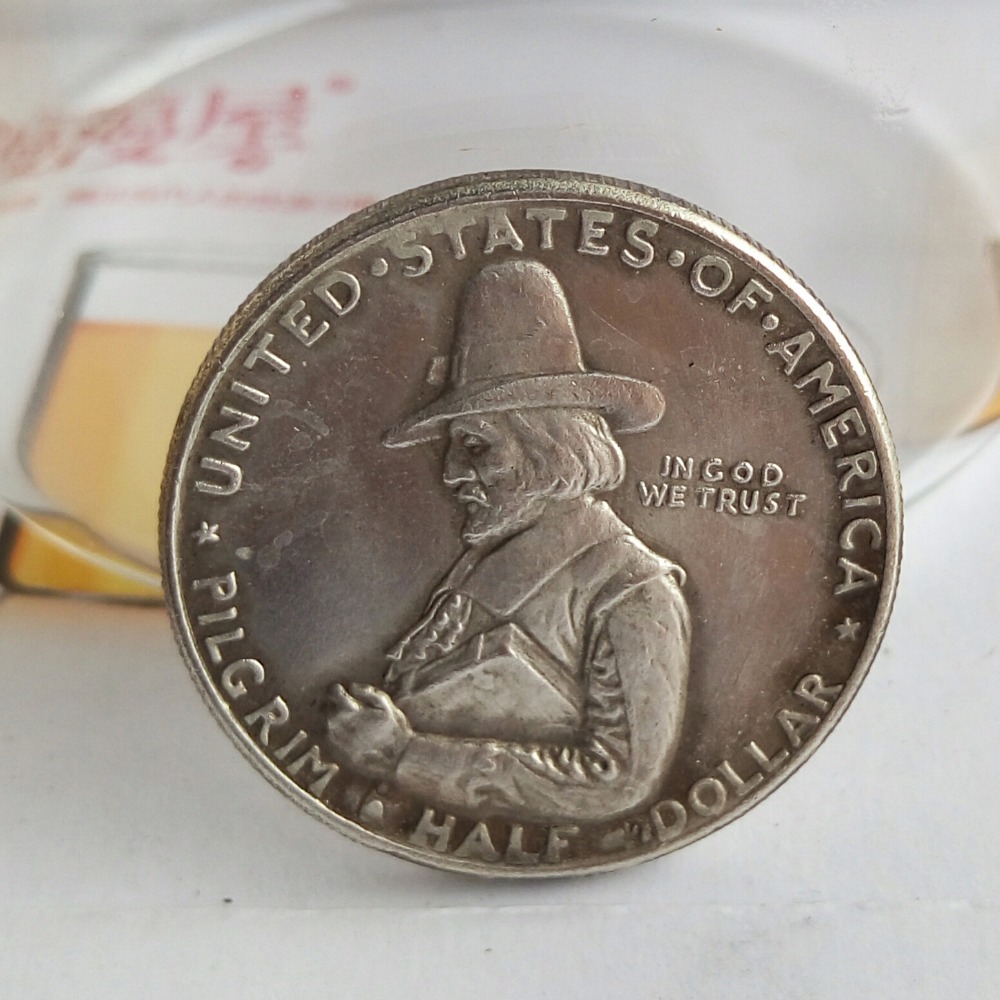 UNITED·STATES·OF·AMERICA
IN GOD
WE TRUST
★ PILGRIM HALF DOLLAR ★